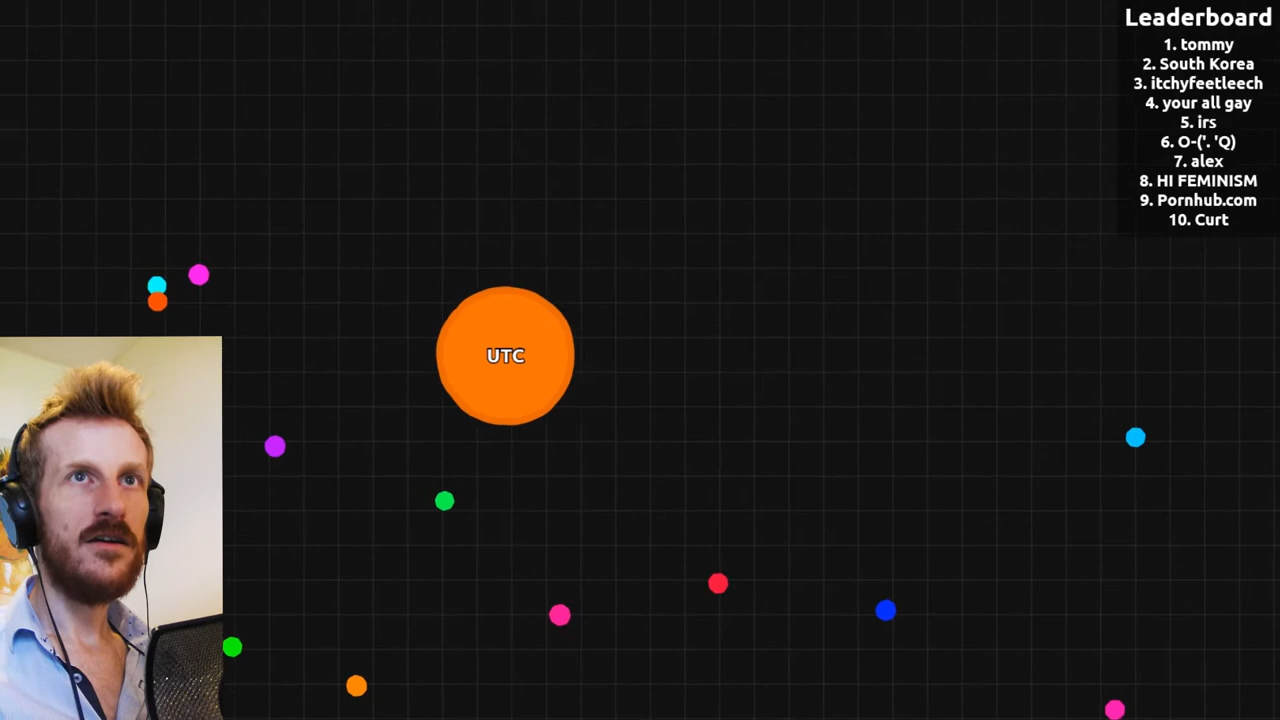 Leaderboard
1. tommy
2. South Korea
3. itchyfeetleech
4. your all gay
5. irs
6. O-('. 'Q)
7. alex
8. HI FEMINISM
9. Pornhub.com
10. Curt
UTC